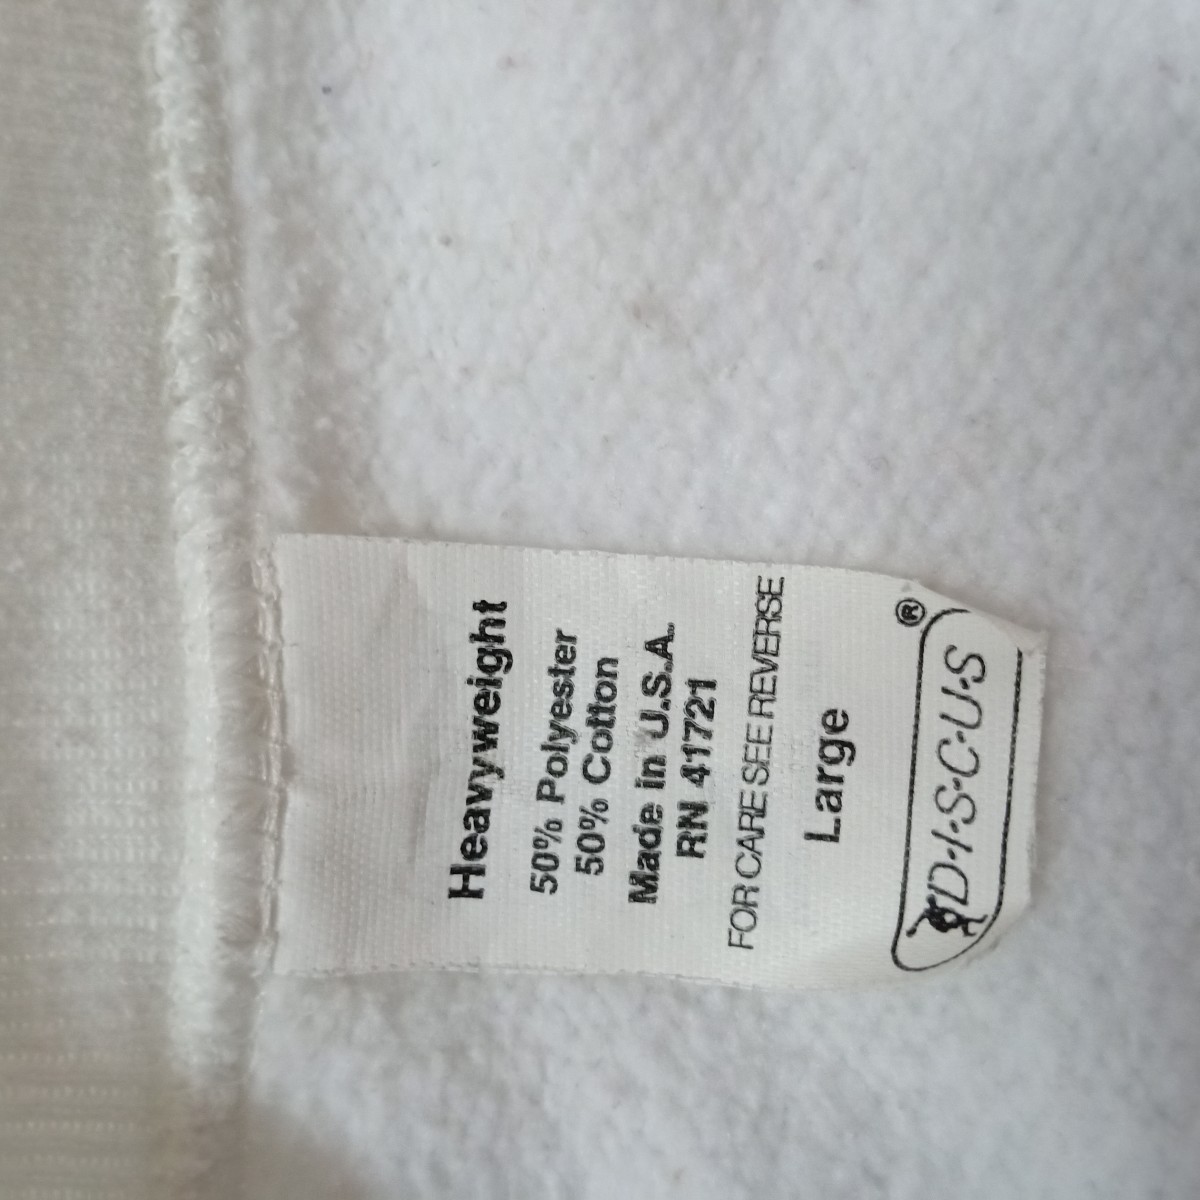 Heavyweight
50% Polyester
50% Cotton
Made in U.S.A.
RN 41721
FOR CARE SEE REVERSE
Large
D·I·S·C·U·S ®